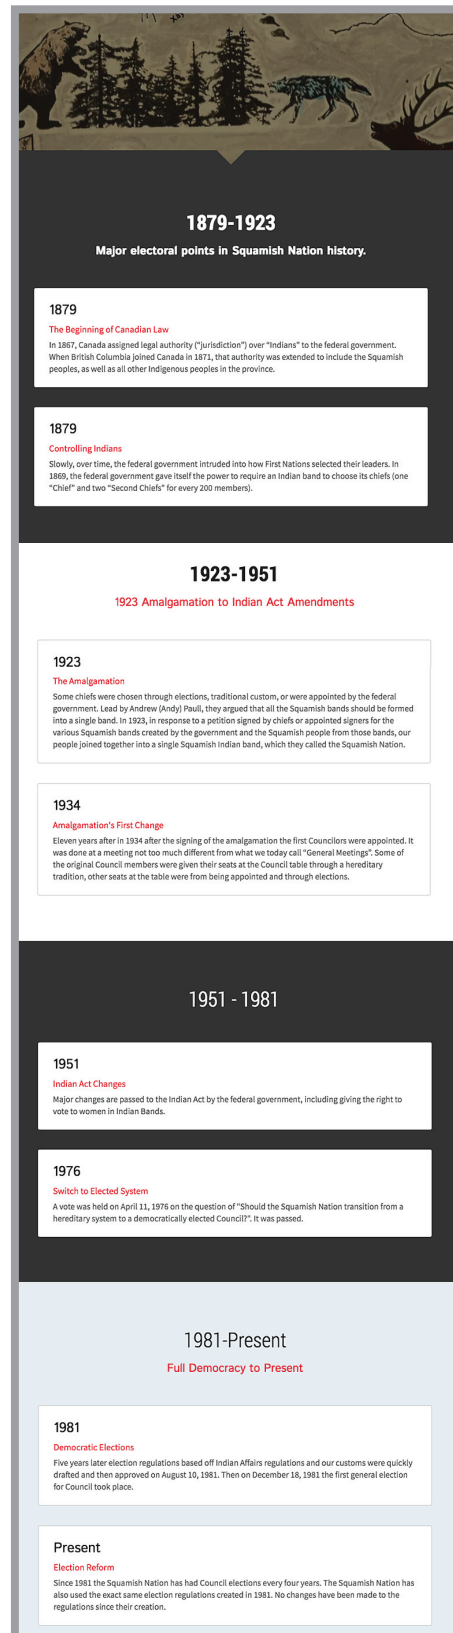 1879-1923
Major electoral points in Squamish Nation history.
1879
The Beginning of Canadian Law
In 1867, Canada assigned legal authority ("jurisdiction") over "Indians" to the federal government.
When British Columbia joined Canada in 1871, that authority was extended to include the Squamish
peoples, as well as all other Indigenous peoples in the province.
1879
Controlling Indians
Slowly, over time, the federal government intruded into how First Nations selected their leaders. In
1869, the federal government gave itself the power to require an Indian band to choose its chiefs (one
"Chief" and two "Second Chiefs" for every 200 members).
1923-1951
1923 Amalgamation to Indian Act Amendments
1923
The Amalgamation
Some chiefs were chosen through elections, traditional custom, or were appointed by the federal
government. Lead by Andrew (Andy) Paull, they argued that all the Squamish bands should be formed
into a single band. In 1923, in response to a petition signed by chiefs or appointed signers for the
various Squamish bands created by the government and the Squamish people from those bands, our
people joined together into a single Squamish Indian band, which they called the Squamish Nation.
1934
Amalgamation's First Change
Eleven years after in 1934 after the signing of the amalgamation the first Councilors were appointed. It
was done at a meeting not too much different from what we today call "General Meetings". Some of
the original Council members were given their seats at the Council table through a hereditary
tradition, other seats at the table were from being appointed and through elections.
1951 - 1981
1951
Indian Act Changes
Major changes are passed to the Indian Act by the federal government, including giving the right to
vote to women in Indian Bands.
1976
Switch to Elected System
A vote was held on April 11, 1976 on the question of "Should the Squamish Nation transition from a
hereditary system to a democratically elected Council?". It was passed.
1981-Present
Full Democracy to Present
1981
Democratic Elections
Five years later election regulations based off Indian Affairs regulations and our customs were quickly
drafted and then approved on August 10, 1981. Then on December 18, 1981 the first general election
for Council took place.
Present
Election Reform
Since 1981 the Squamish Nation has had Council elections every four years. The Squamish Nation has
also used the exact same election regulations created in 1981. No changes have been made to the
regulations since their creation.